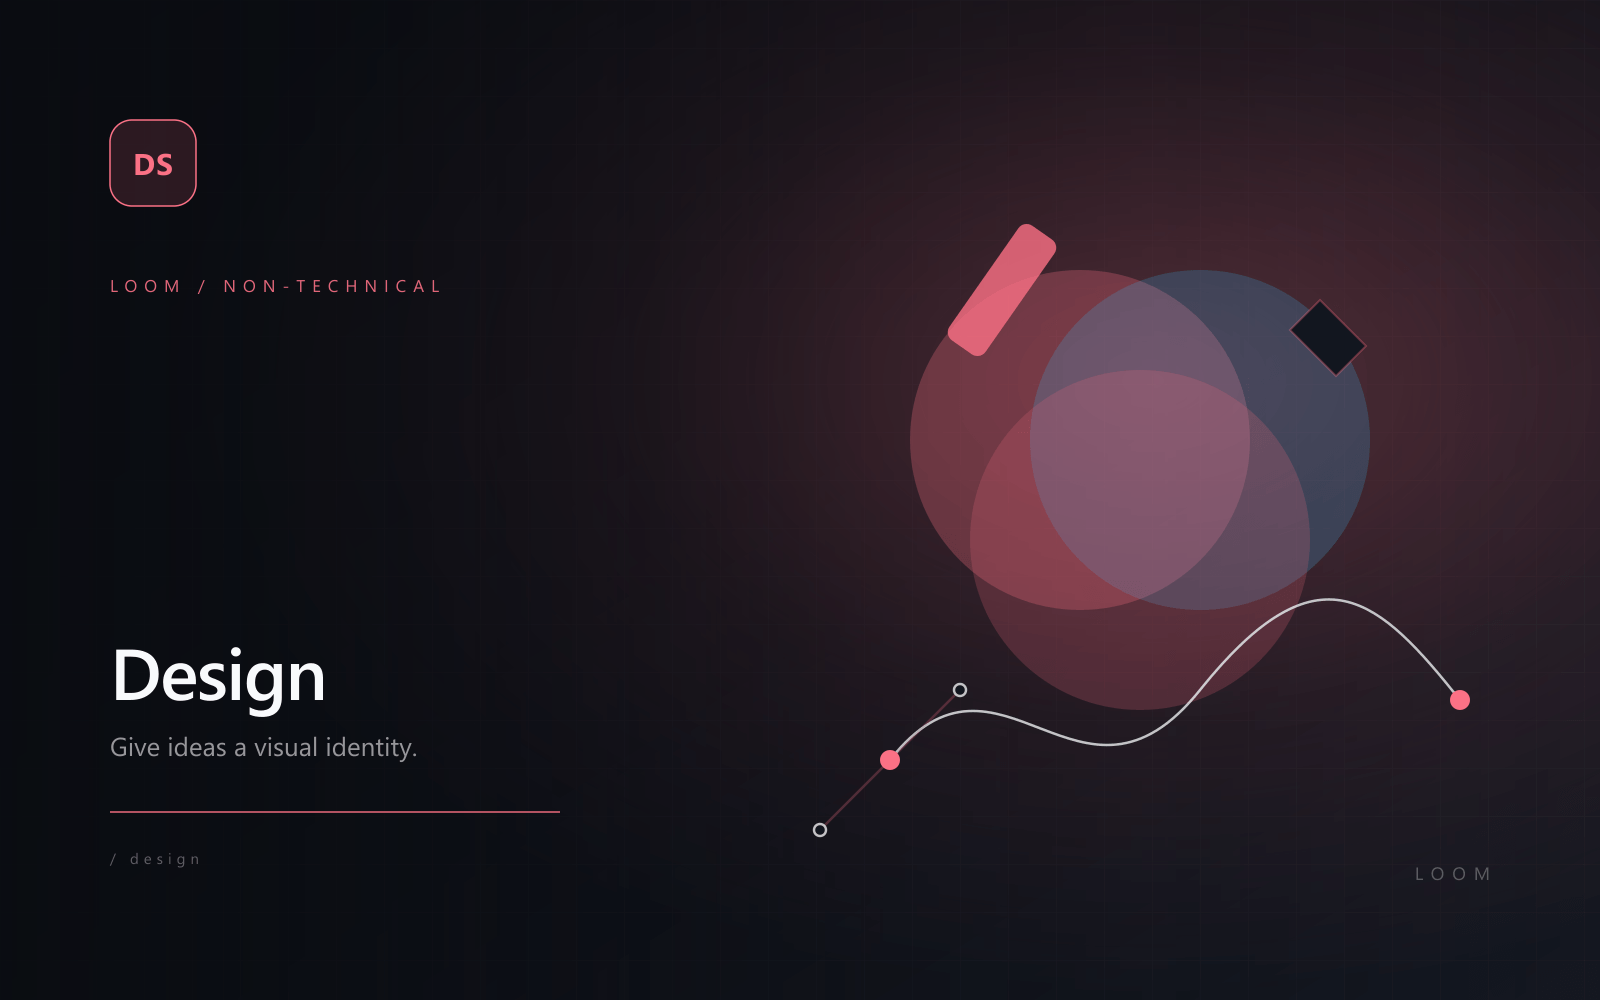 DS
LOOM / NON-TECHNICAL
Design
Give ideas a visual identity.
/ design
LOOM